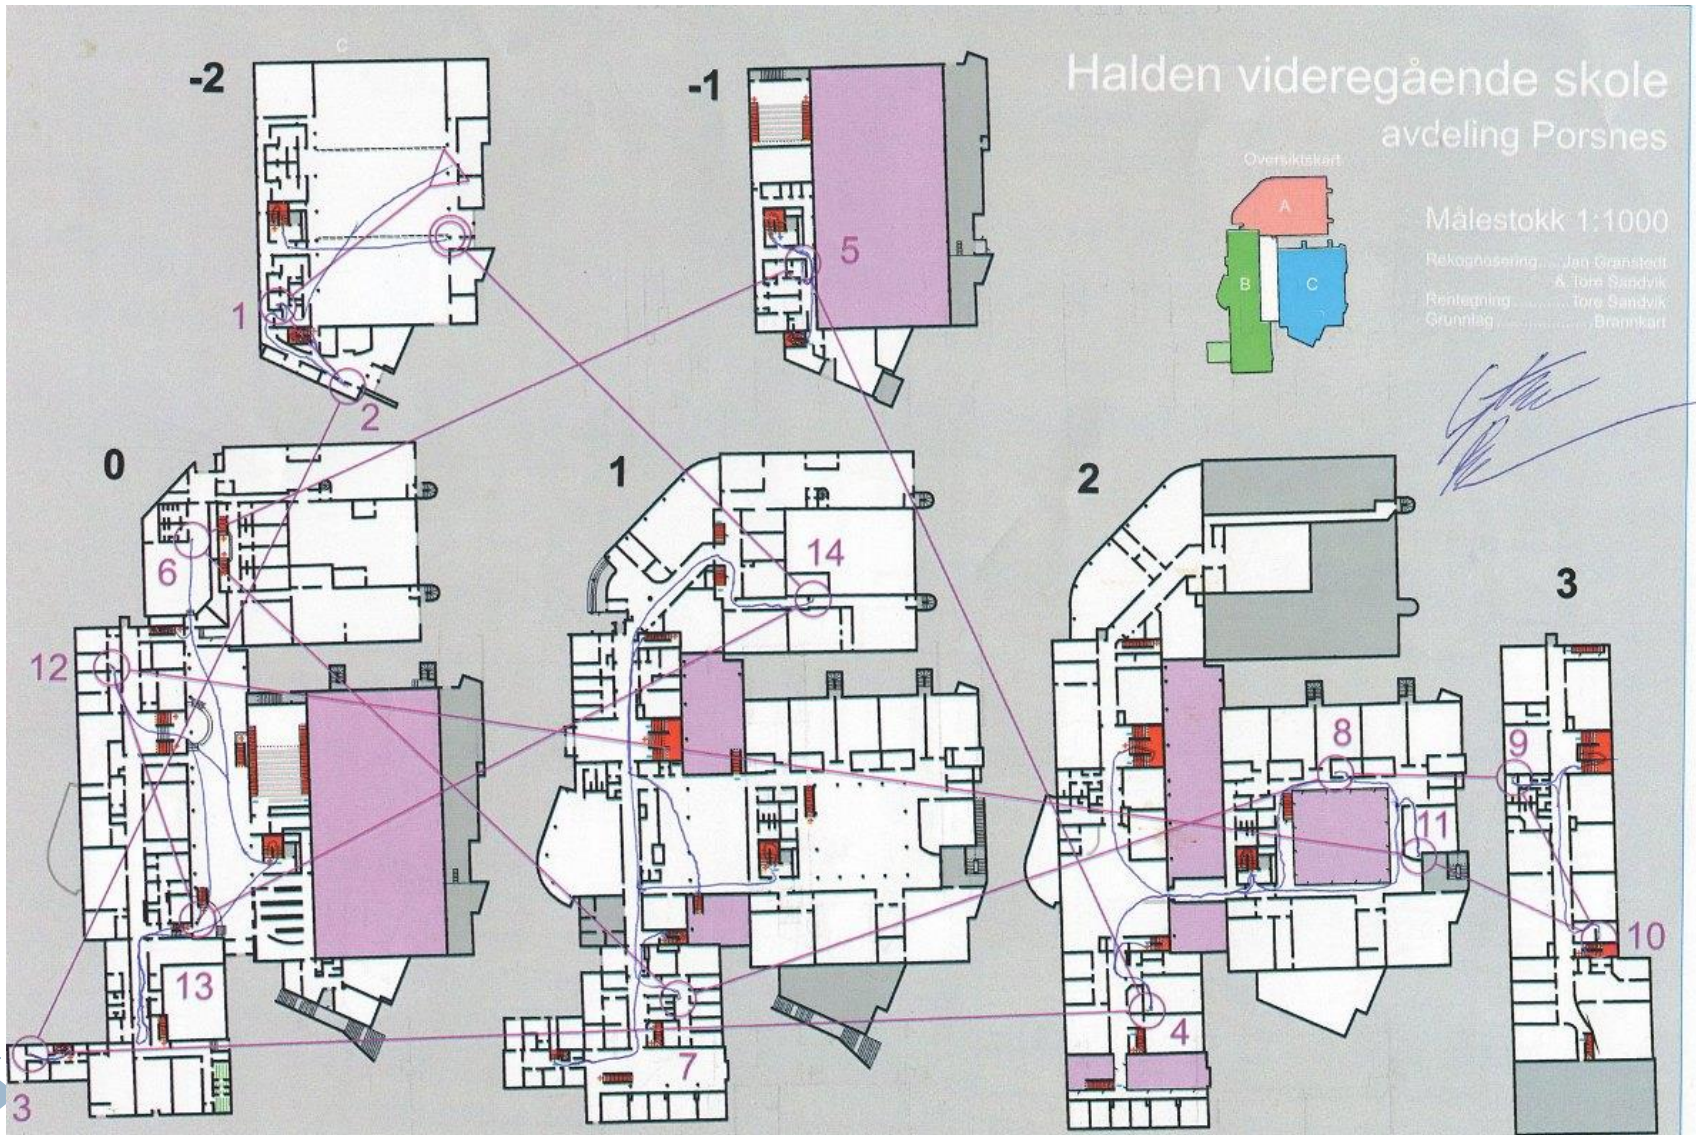 C
-2
-1
Halden videregående skole
avdeling Porsnes
Oversiktskart
A
B
C
Målestokk 1:1000
Rekognosering.....Jan Granstedt
& Tore Sandvik
Rentegning...........Tore Sandvik
Grunnlag.......................Brannkart
1
2
5
0
1
2
3
6
14
12
8
9
11
10
13
4
7
3